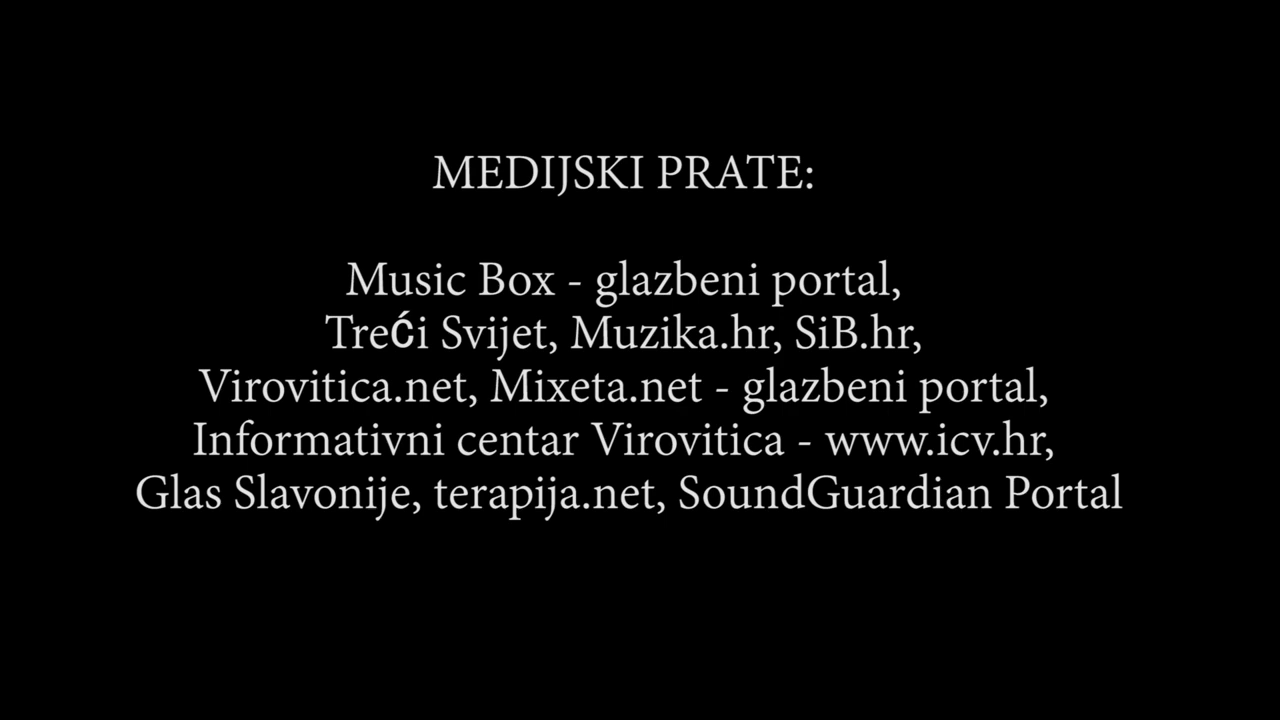 MEDIJSKI PRATE:
Music Box - glazbeni portal,
Treći Svijet, Muzika.hr, SiB.hr,
Virovitica.net, Mixeta.net - glazbeni portal,
Informativni centar Virovitica - www.icv.hr,
Glas Slavonije, terapija.net, SoundGuardian Portal